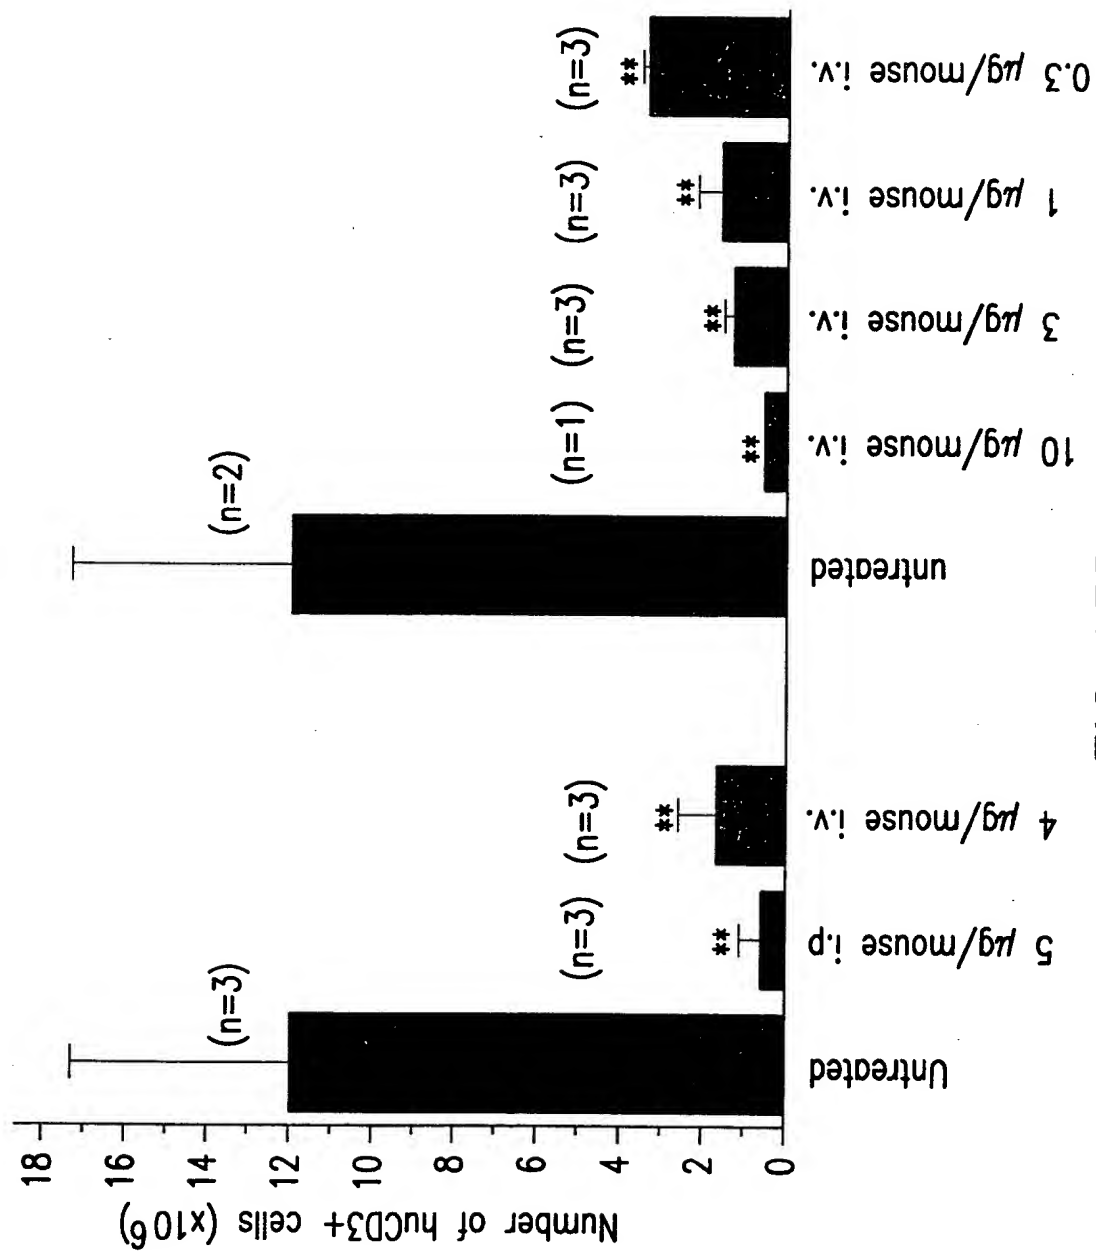 Number of huCD3+ cells (x10⁶)
18
16
14
12
10
8
6
4
2
0
(n=3)
(n=3)
**
(n=3)
**
(n=2)
(n=1)
**
(n=3)
**
(n=3)
**
(n=3)
**
Untreated
5 μg/mouse i.p
4 μg/mouse i.v.
untreated
10 μg/mouse i.v.
3 μg/mouse i.v.
1 μg/mouse i.v.
0.3 μg/mouse i.v.